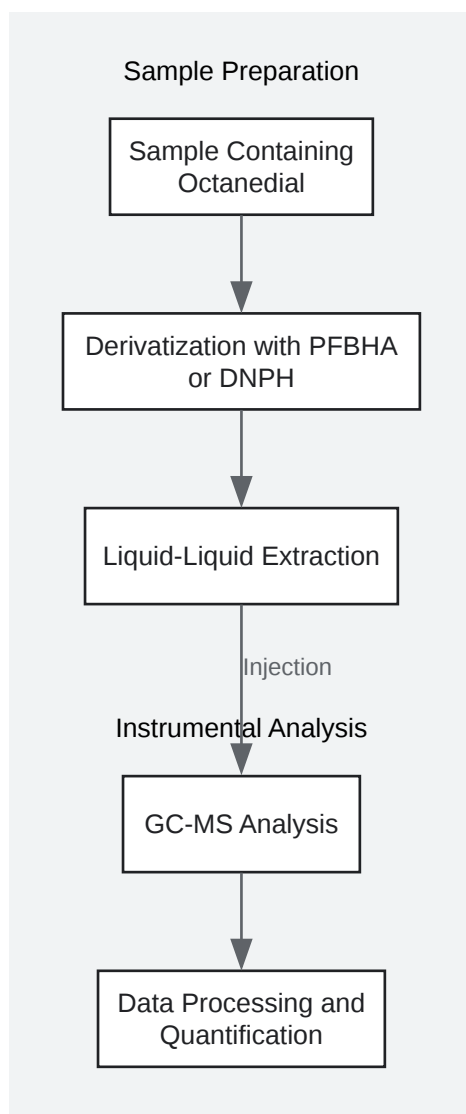 Sample Preparation
Sample Containing
Octanedial
Derivatization with PFBHA
or DNPH
Liquid-Liquid Extraction
Injection
Instrumental Analysis
GC-MS Analysis
Data Processing and
Quantification